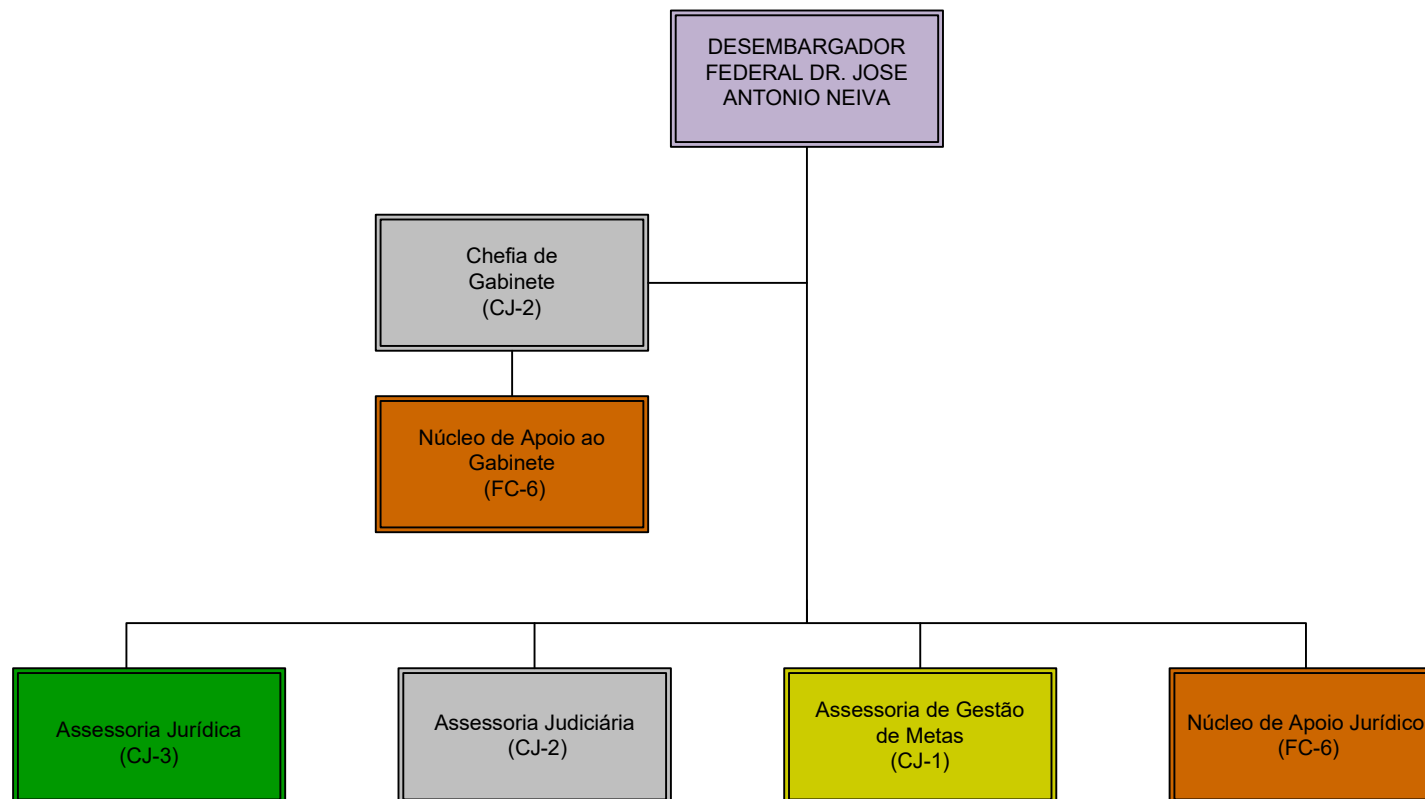 DESEMBARGADOR
FEDERAL DR. JOSE
ANTONIO NEIVA
Chefia de
Gabinete
(CJ-2)
Núcleo de Apoio ao
Gabinete
(FC-6)
Assessoria Jurídica
(CJ-3)
Assessoria Judiciária
(CJ-2)
Assessoria de Gestão
de Metas
(CJ-1)
Núcleo de Apoio Jurídico
(FC-6)